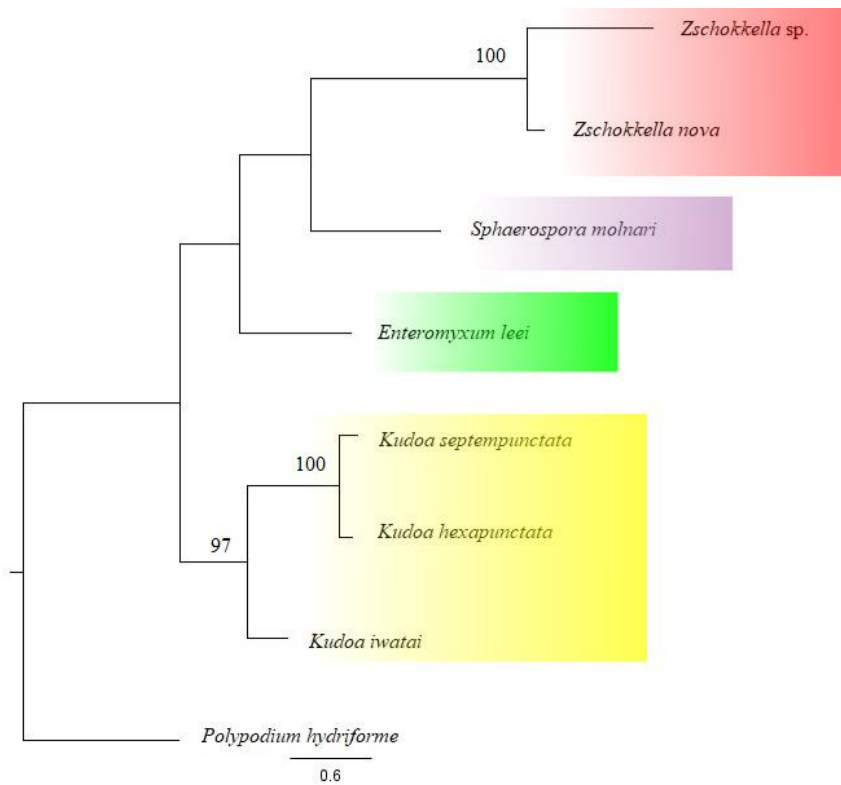 Zschokkella sp.
100
Zschokkella nova
Sphaerospora molnari
Enteromyxum leei
Kudoa septempunctata
100
Kudoa hexapunctata
97
Kudoa iwatai
Polypodium hydriforme
0.6